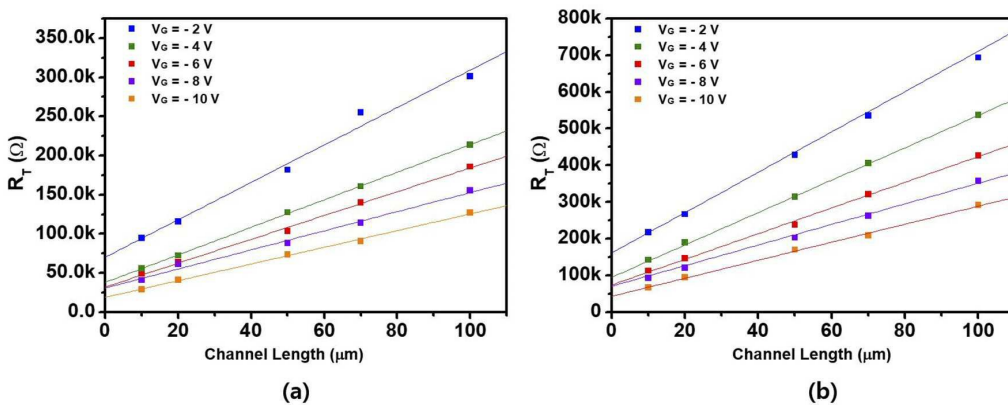 350.0k
300.0k
250.0k
200.0k
150.0k
100.0k
50.0k
0.0
R_T (Ω)
V_G = - 2 V
V_G = - 4 V
V_G = - 6 V
V_G = - 8 V
V_G = - 10 V
0 20 40 60 80 100
Channel Length (μm)
(a)
800k
700k
600k
500k
400k
300k
200k
100k
0
R_T (Ω)
V_G = - 2 V
V_G = - 4 V
V_G = - 6 V
V_G = - 8 V
V_G = - 10 V
0 20 40 60 80 100
Channel Length (μm)
(b)